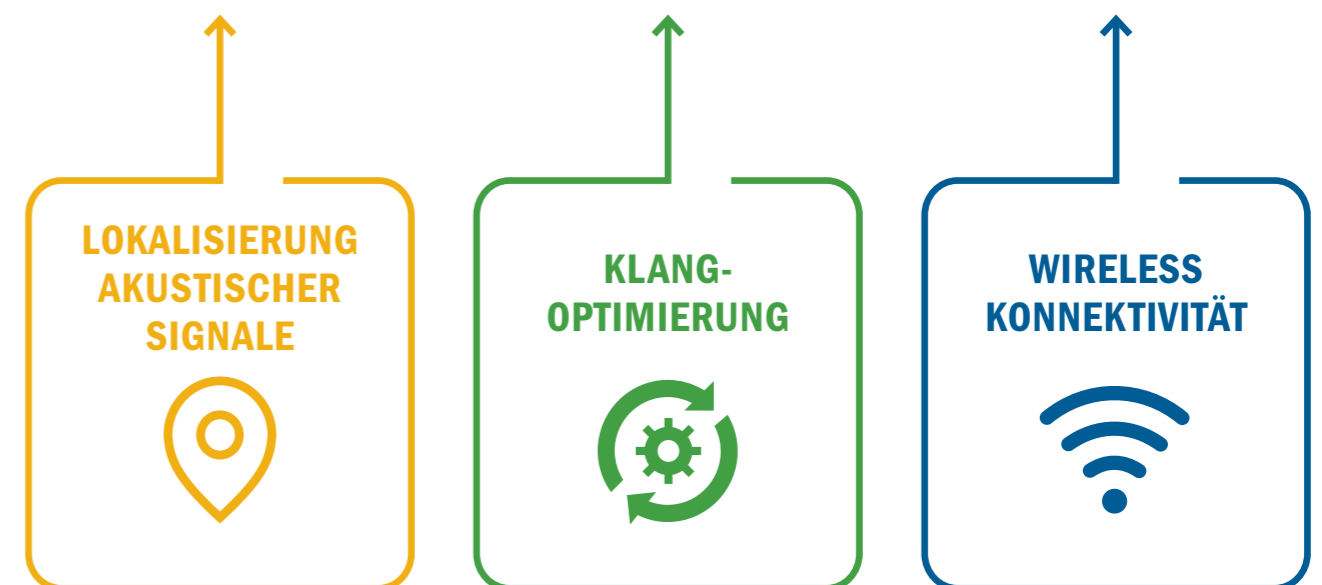 LOKALISIERUNG
AKUSTISCHER
SIGNALE
KLANG-
OPTIMIERUNG
WIRELESS
KONNEKTIVITÄT